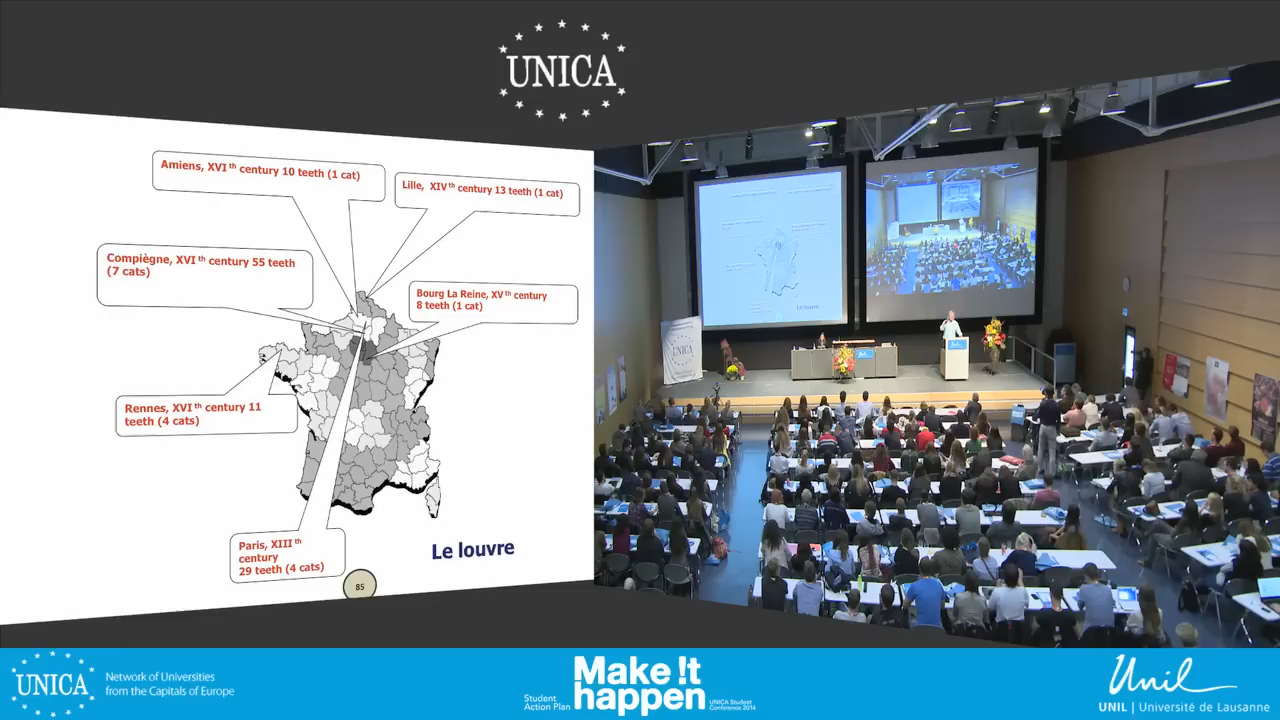 UNICA
Amiens, XVI th century 10 teeth (1 cat)
Lille, XIV th century 13 teeth (1 cat)
Compiègne, XVI th century 55 teeth
(7 cats)
Bourg La Reine, XV th century
8 teeth (1 cat)
Rennes, XVI th century 11
teeth (4 cats)
Paris, XIII th
century
29 teeth (4 cats)
Le louvre
85
Le louvre
UNICA
UNICA
Network of Universities
from the Capitals of Europe
Student
Action Plan
Make !t
happen
UNICA Student
Conference 2014
Unil
UNIL | Université de Lausanne